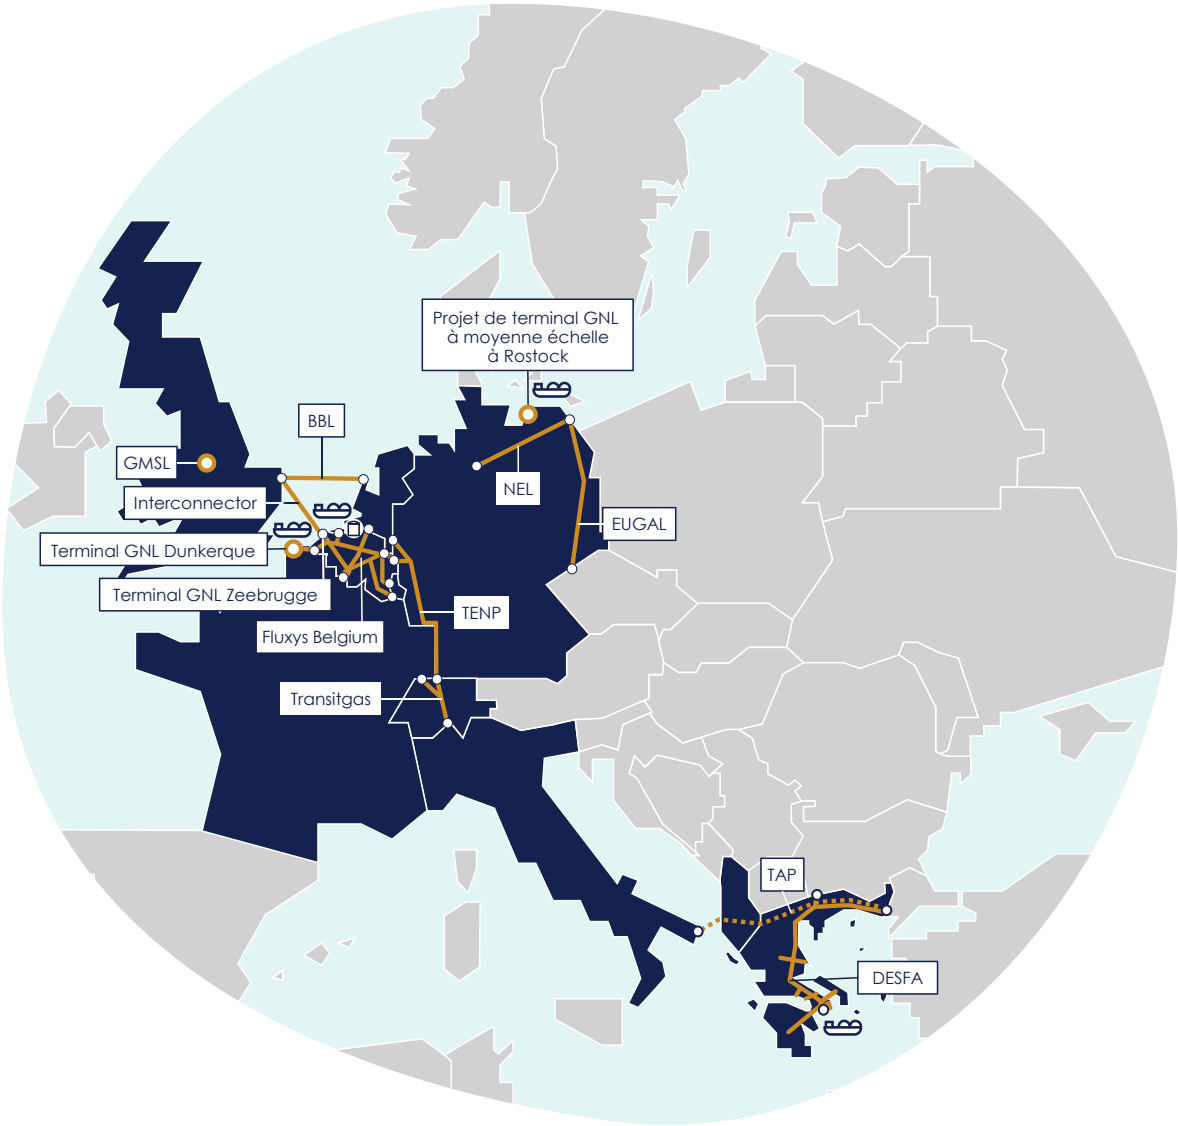 Projet de terminal GNL
à moyenne échelle
à Rostock
BBL
GMSL
NEL
Interconnector
EUGAL
Terminal GNL Dunkerque
Terminal GNL Zeebrugge
TENP
Fluxys Belgium
Transitgas
TAP
DESFA